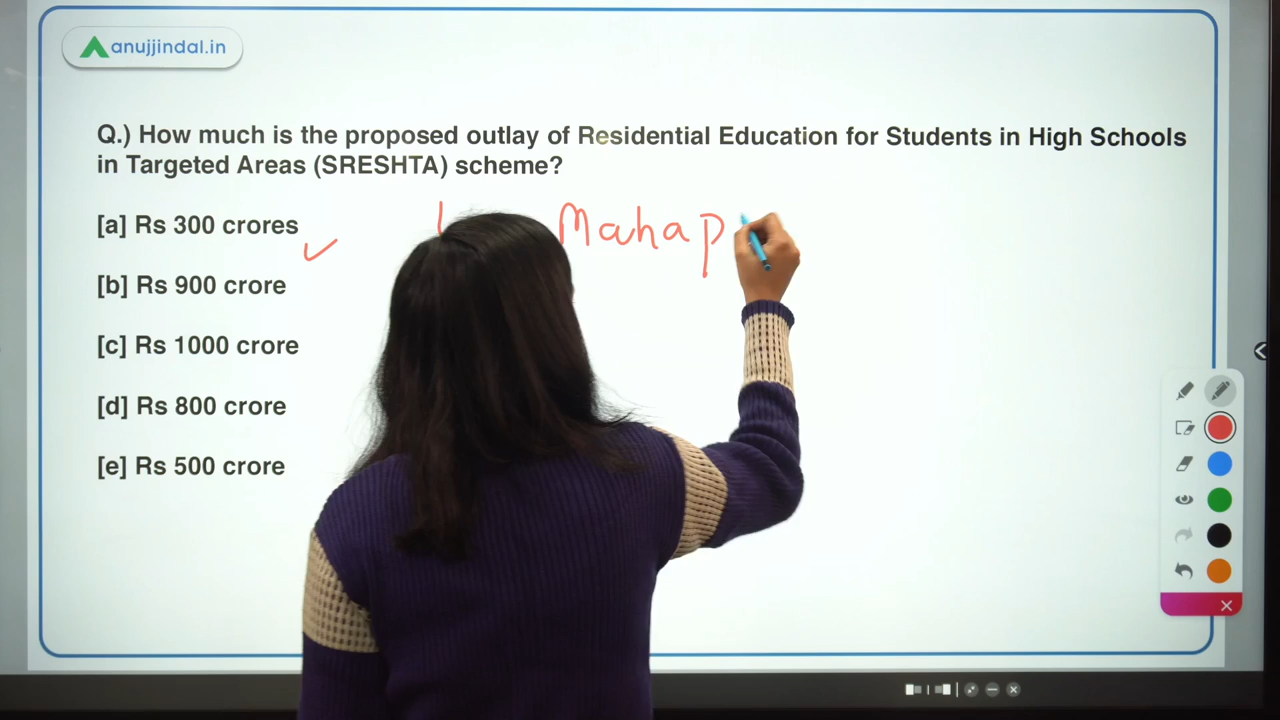 anujjindal.in
Q.) How much is the proposed outlay of Residential Education for Students in High Schools
in Targeted Areas (SRESHTA) scheme?
[a] Rs 300 crores
Mahap
[b] Rs 900 crore
[c] Rs 1000 crore
[d] Rs 800 crore
[e] Rs 500 crore